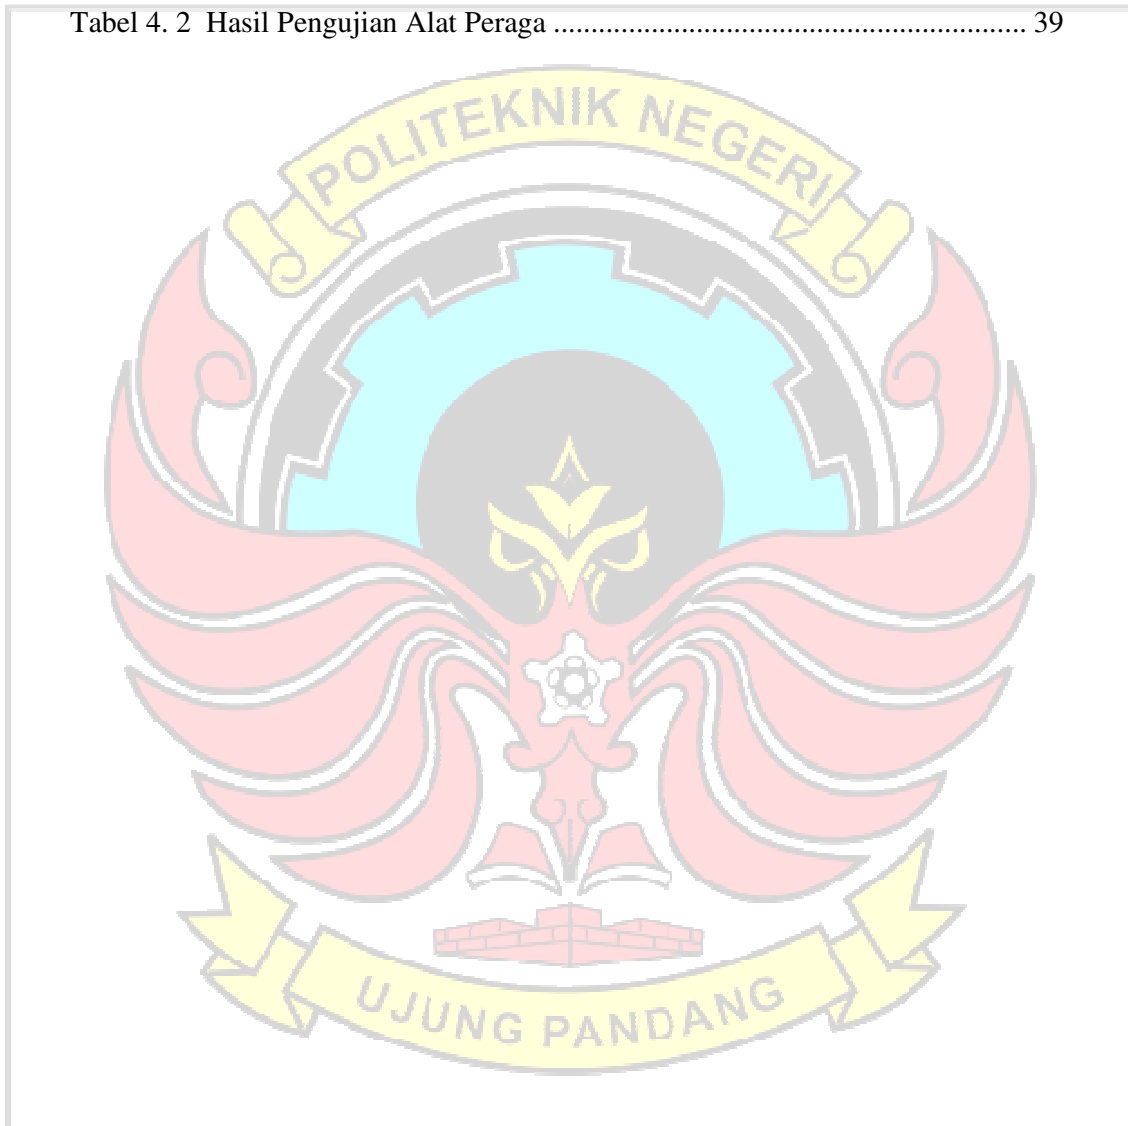 Tabel 4. 2  Hasil Pengujian Alat Peraga ............................................................... 39
POLITEKNIK NEGERI
UJUNG PANDANG